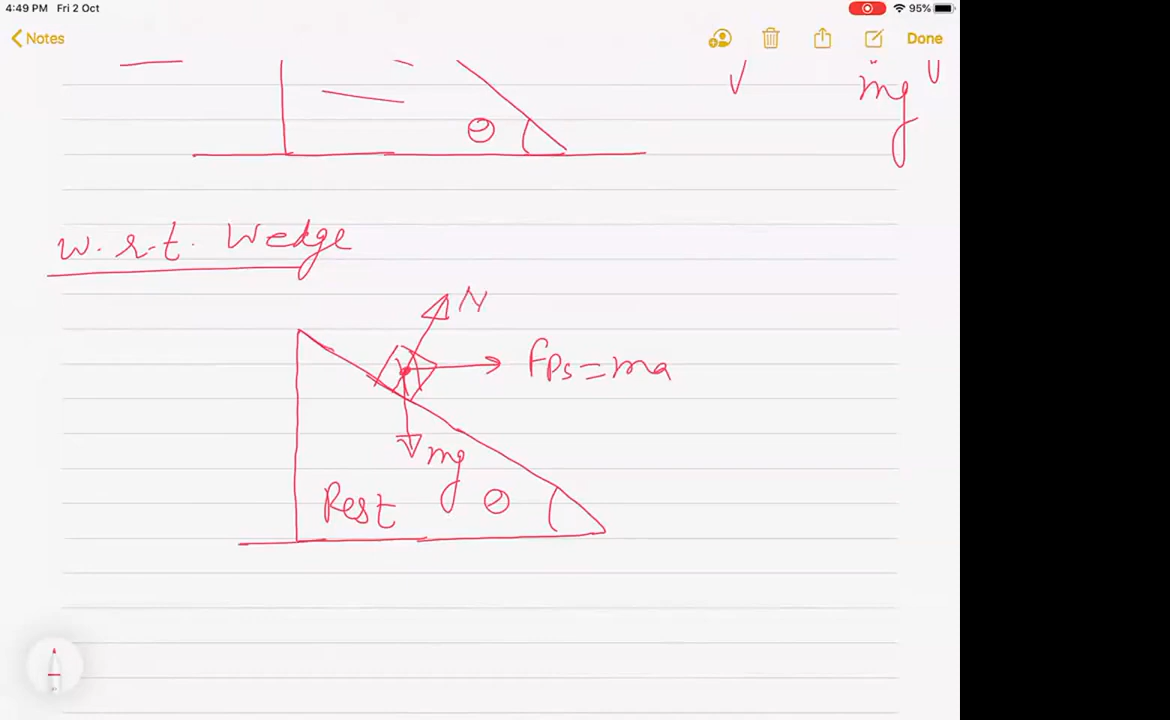 4:49 PM Fri 2 Oct
95%
Notes
Done
mg
θ
w.r.t. Wedge
N
FPs=ma
mg
Rest
θ